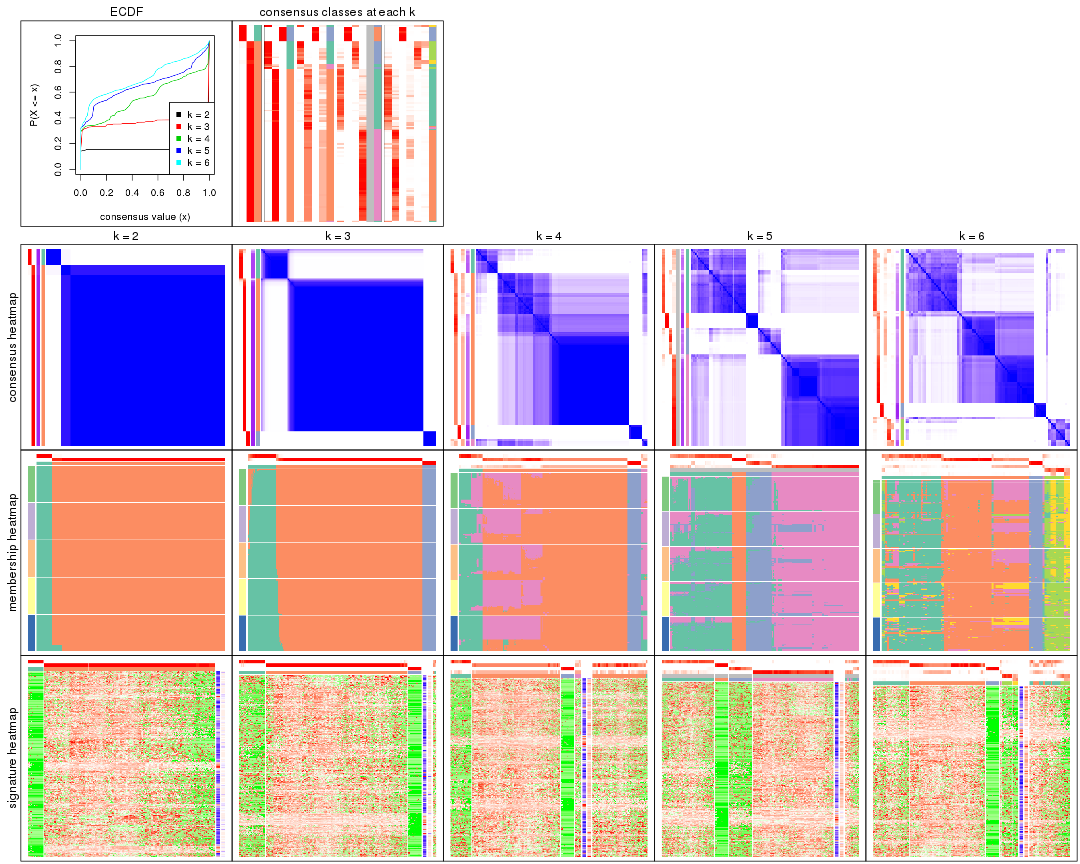 ECDF
consensus classes at each k
P(X <= x)
0.0 0.2 0.4 0.6 0.8 1.0
k = 2
k = 3
k = 4
k = 5
k = 6
0.0 0.2 0.4 0.6 0.8 1.0
consensus value (x)
k = 2 k = 3 k = 4 k = 5 k = 6
consensus heatmap
membership heatmap
signature heatmap